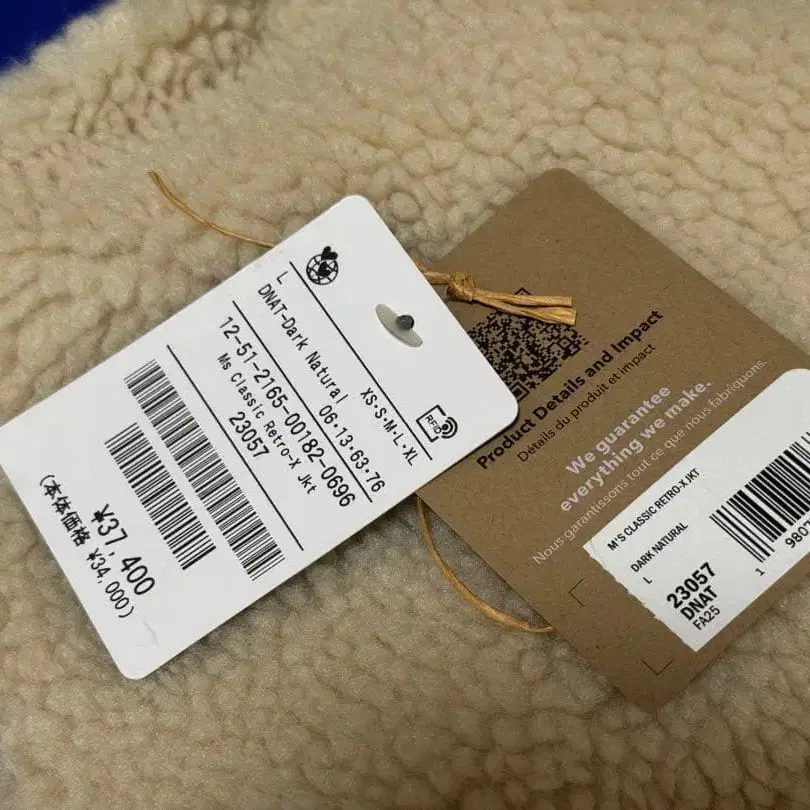 L
XS・S・M・L・XL
RFID
DNAT-Dark Natural 06・13・63・76
12-51-2165-00182-0696
Ms Classic Retro-X Jkt
23057
¥37,400
(本体価格 ¥34,000)
Product Details and Impact
Détails du produit et impact
We guarantee
everything we make.
Nous garantissons tout ce que nous fabriquons.
M'S CLASSIC RETRO-X JKT
DARK NATURAL
L
23057
DNAT
FA25
1 980